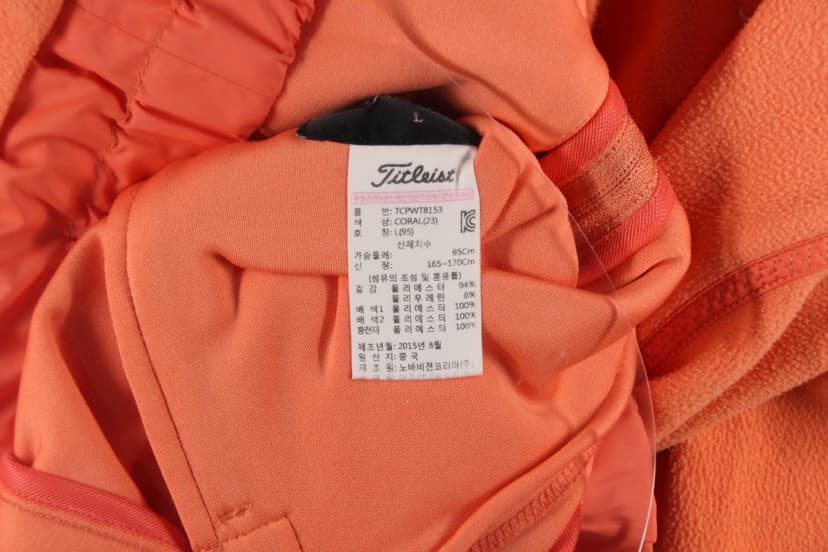 L
Titleist
품 번: TCPWT8153
색 상: CORAL(23)
호 칭: L(95)
신체치수
가슴둘레: 95Cm
신 장: 165~170Cm
(섬유의 조성 및 혼용률)
겉 감 폴리에스터 94%
폴리우레탄 6%
배색1 폴리에스터 100%
배색2 폴리에스터 100%
충전재 폴리에스터 100%
제조년월: 2015년 8월
원 산 지: 중 국
제 조 원: 노바비젼코리아(주)